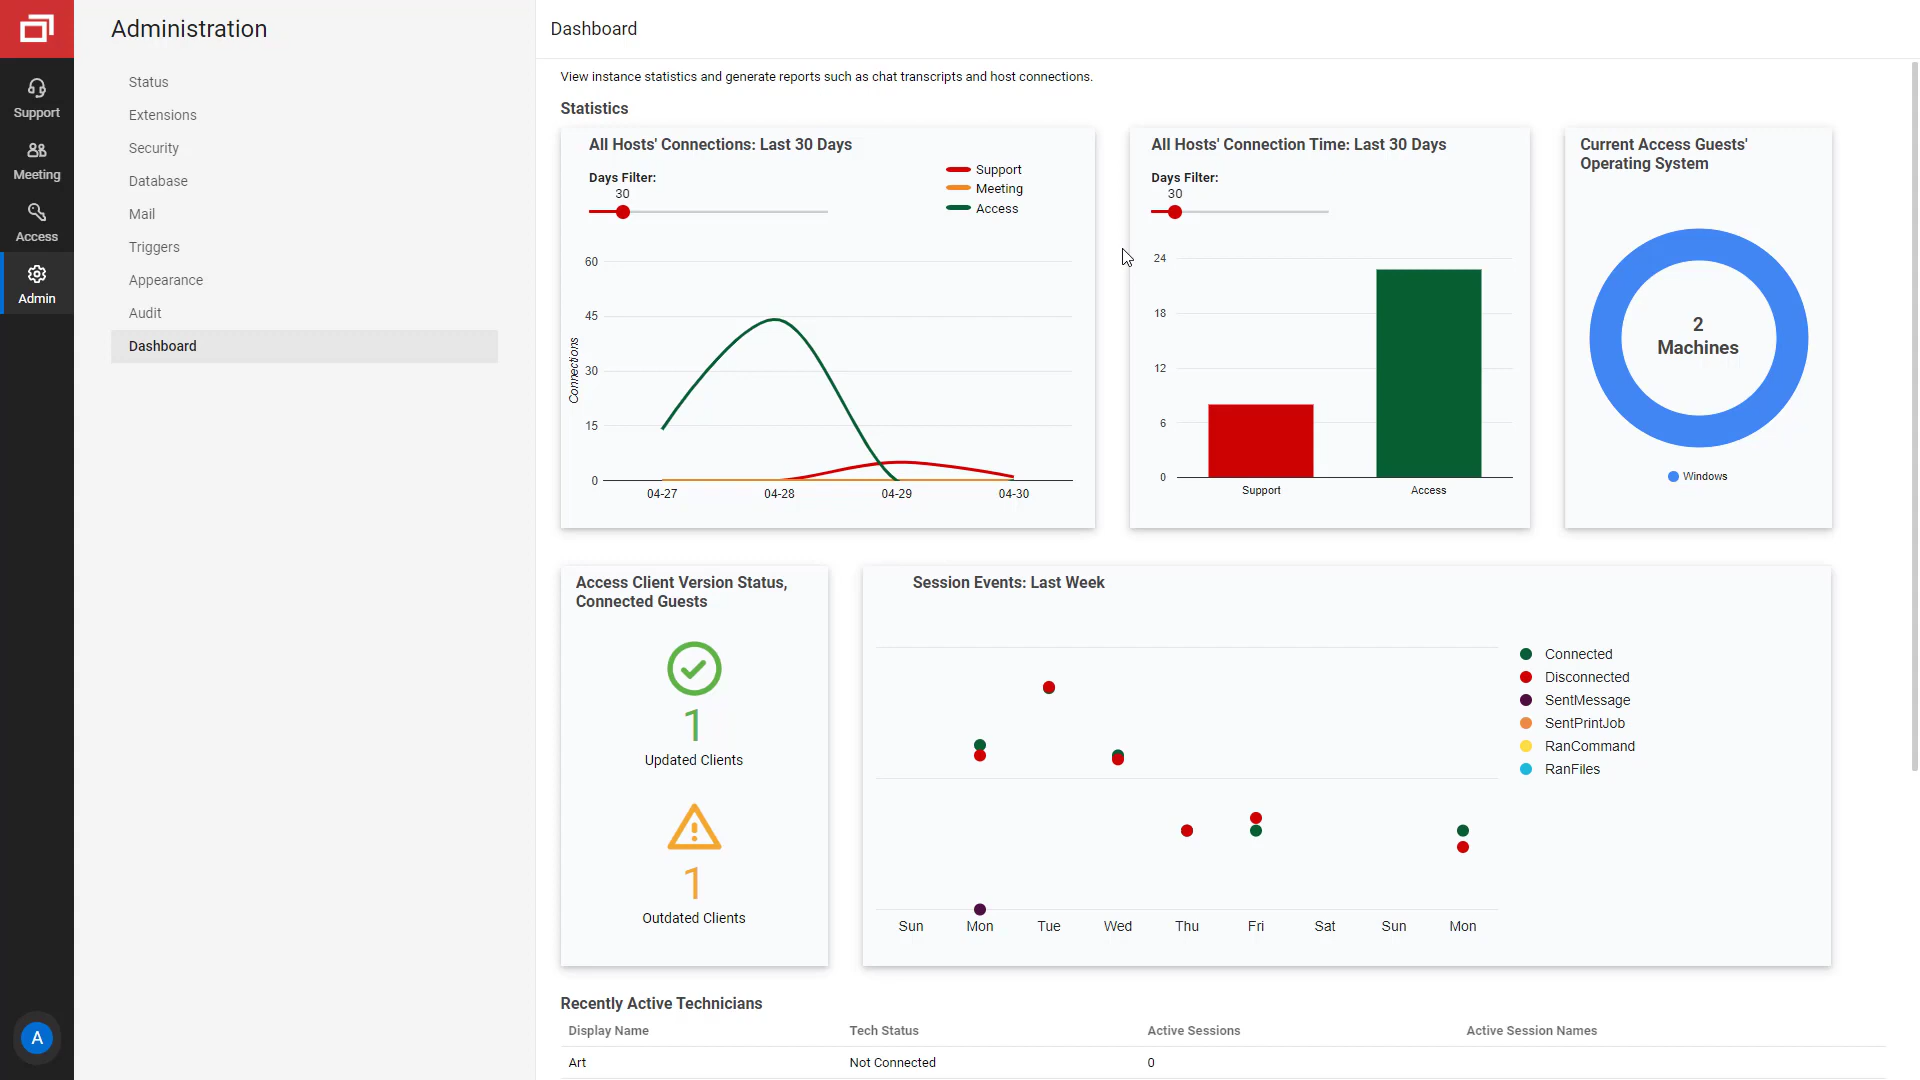 Administration
Dashboard
Support
Meeting
Access
Admin
A
Status
Extensions
Security
Database
Mail
Triggers
Appearance
Audit
Dashboard
View instance statistics and generate reports such as chat transcripts and host connections.
Statistics
All Hosts' Connections: Last 30 Days
Days Filter:
30
Support
Meeting
Access
60
45
30
15
0
Connections
04-27
04-28
04-29
04-30
All Hosts' Connection Time: Last 30 Days
Days Filter:
30
24
18
12
6
0
Support
Access
Current Access Guests'
Operating System
2
Machines
Windows
Access Client Version Status,
Connected Guests
1
Updated Clients
1
Outdated Clients
Session Events: Last Week
Connected
Disconnected
SentMessage
SentPrintJob
RanCommand
RanFiles
Sun Mon Tue Wed Thu Fri Sat Sun Mon
Recently Active Technicians
Display Name Tech Status Active Sessions Active Session Names
Art Not Connected 0